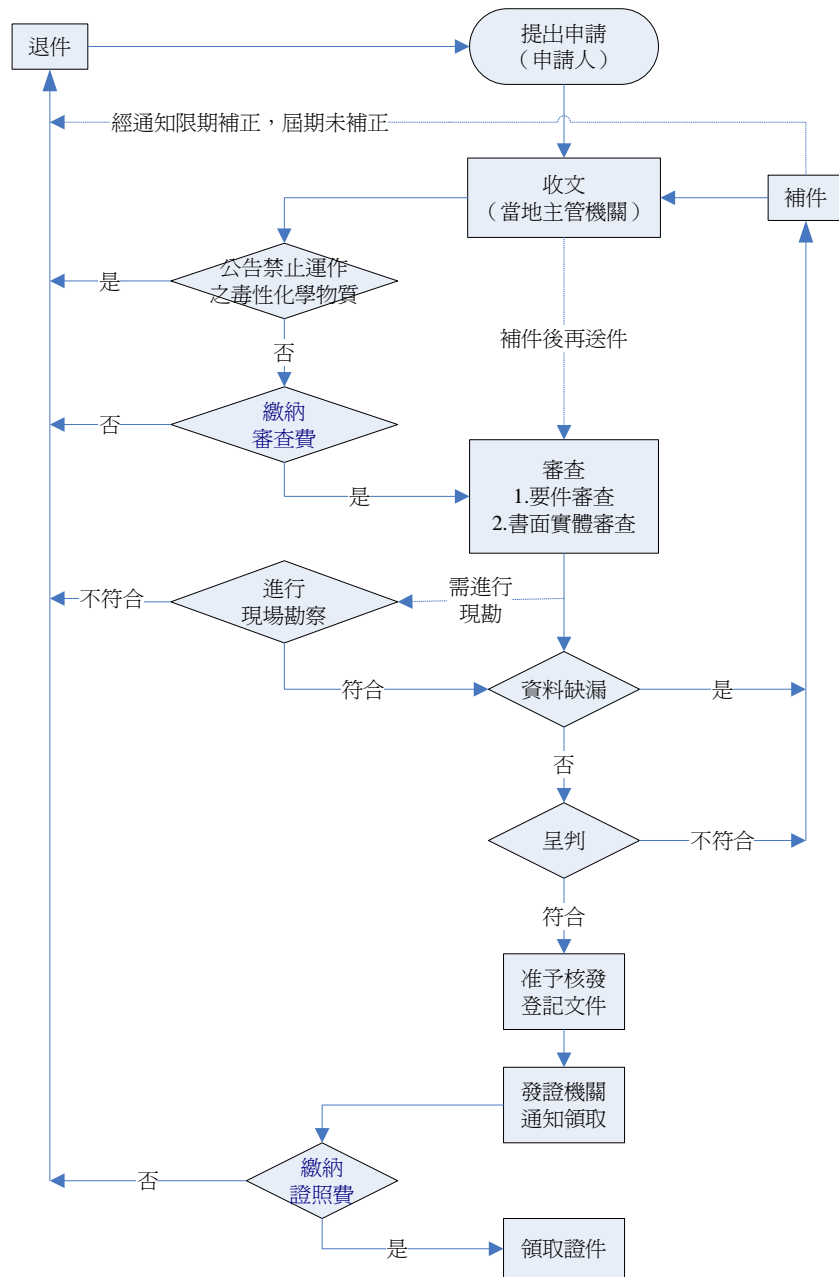 退件
提出申請
（申請人）
經通知限期補正，屆期未補正
收文
（當地主管機關）
補件
公告禁止運作
之毒性化學物質
是
否
補件後再送件
繳納
審查費
否
是
審查
1.要件審查
2.書面實體審查
需進行
現勘
進行
現場勘察
不符合
符合
資料缺漏
是
否
呈判
不符合
符合
准予核發
登記文件
發證機關
通知領取
繳納
證照費
否
是
領取證件